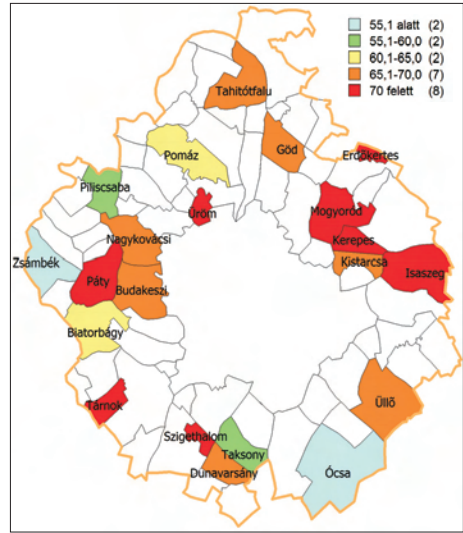 55,1 alatt (2)
55,1-60,0 (2)
60,1-65,0 (2)
65,1-70,0 (7)
70 felett (8)
Tahitótfalu
Göd
Pomáz
Erdőkertes
Piliscsaba
Üröm
Mogyoród
Nagykovácsi
Kerepes
Zsámbék
Kistarcsa
Isaszeg
Páty
Budakeszi
Biatorbágy
Tárnok
Üllő
Szigethalom
Taksony
Dunavarsány
Ócsa